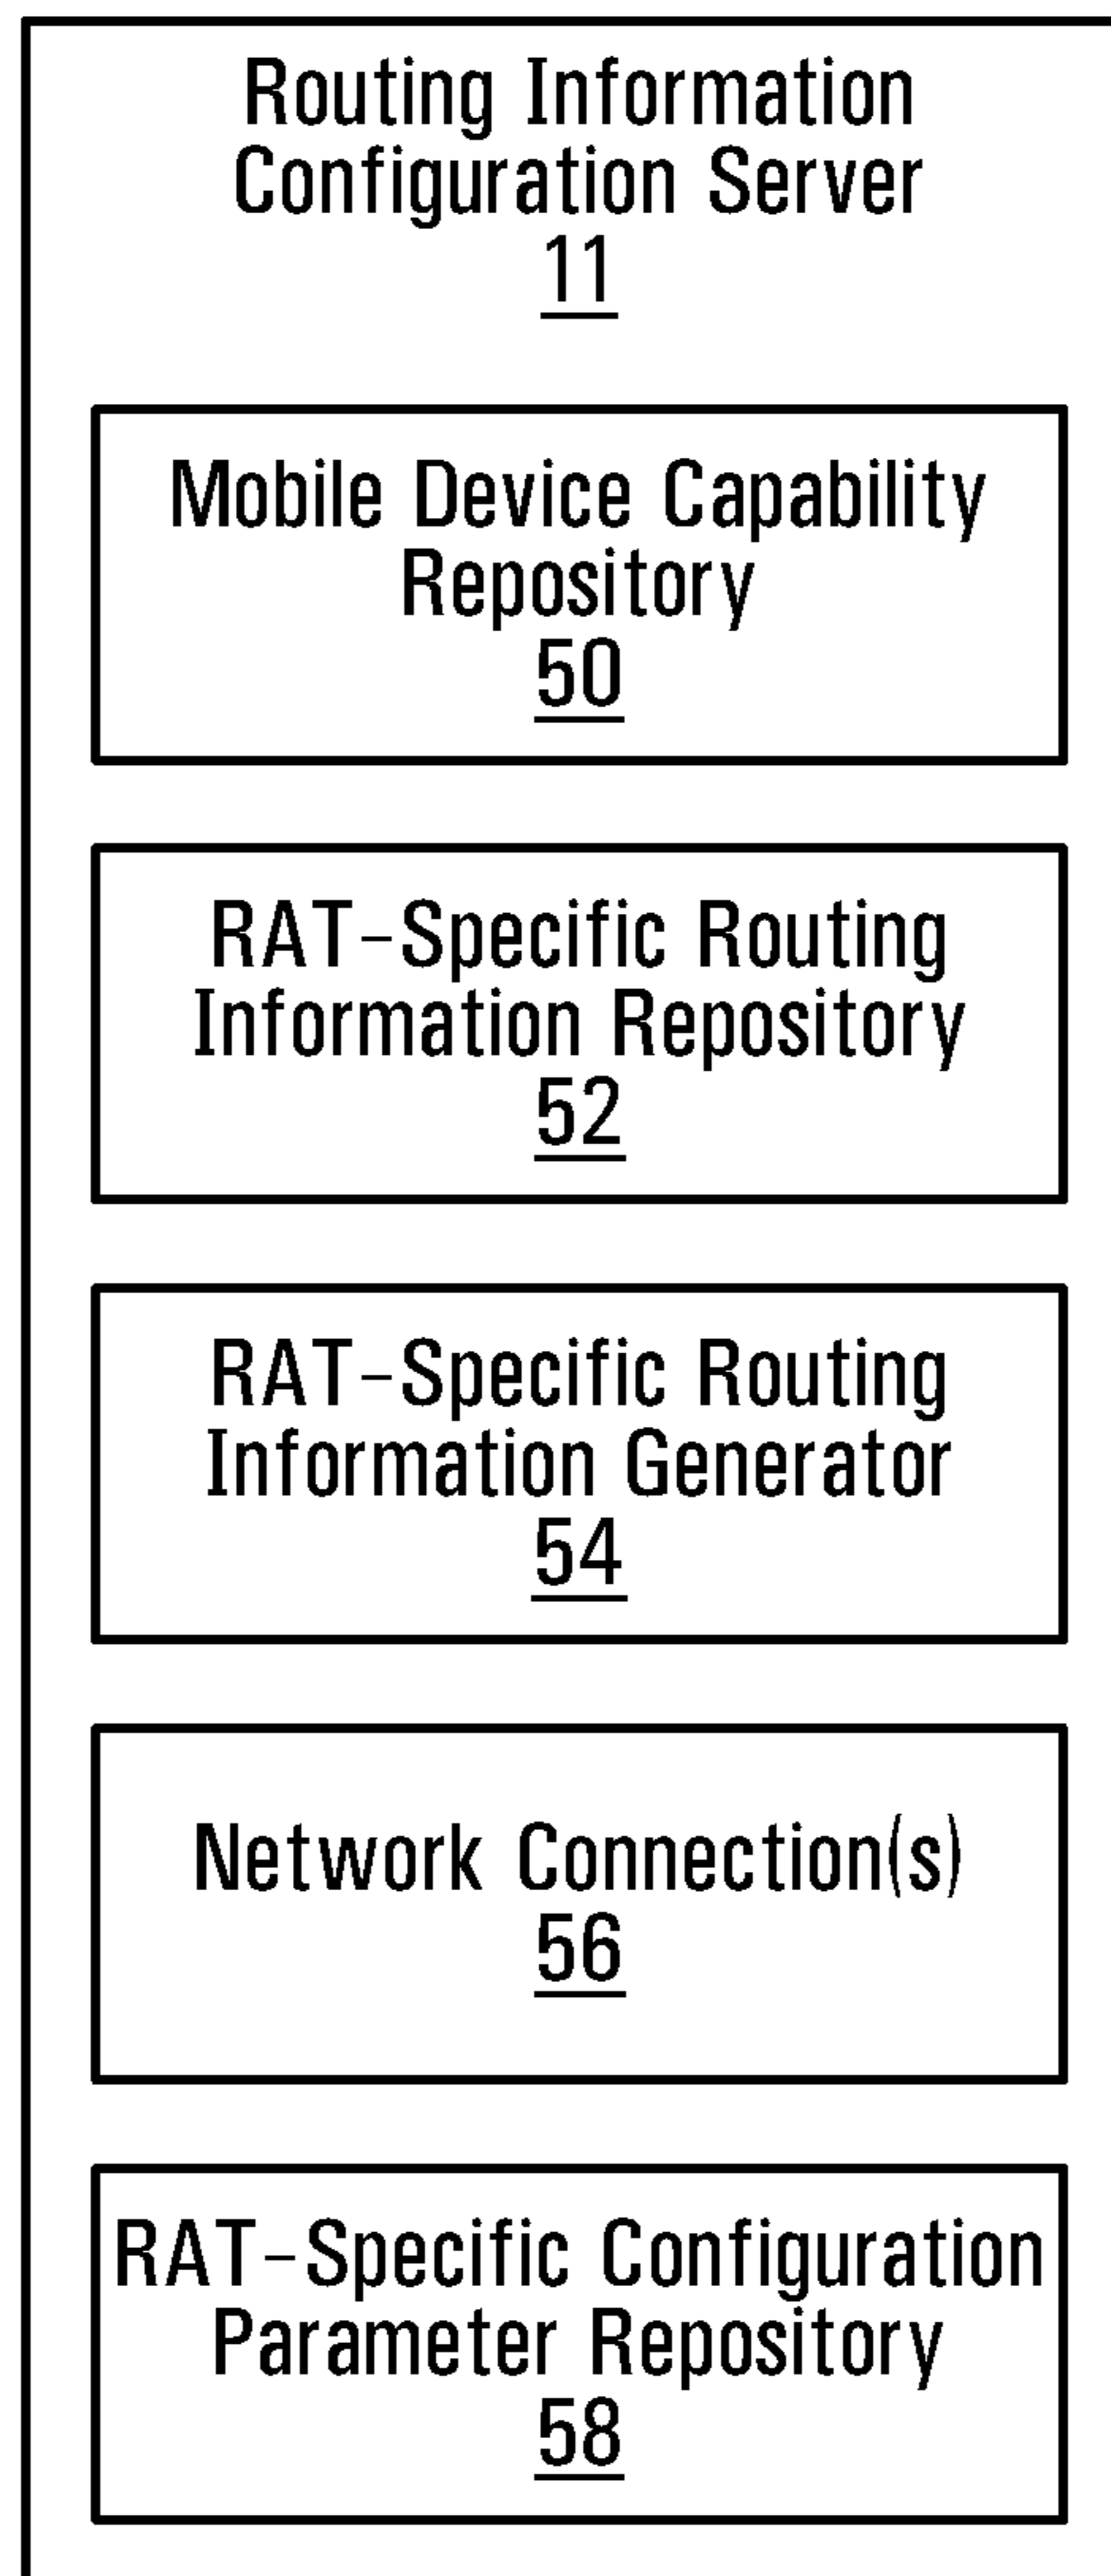 Routing Information
Configuration Server
11
Mobile Device Capability
Repository
50
RAT-Specific Routing
Information Repository
52
RAT-Specific Routing
Information Generator
54
Network Connection(s)
56
RAT-Specific Configuration
Parameter Repository
58